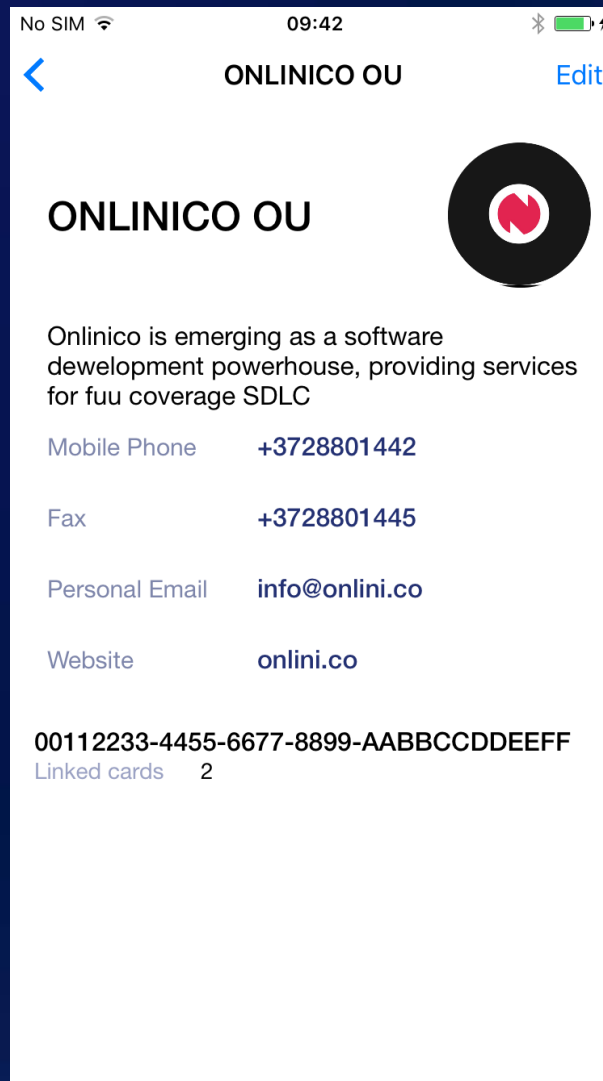 No SIM 09:42
ONLINICO OU Edit
ONLINICO OU
Onlinico is emerging as a software
dewelopment powerhouse, providing services
for fuu coverage SDLC
Mobile Phone +3728801442
Fax +3728801445
Personal Email info@onlini.co
Website onlini.co
00112233-4455-6677-8899-AABBCCDDEEFF
Linked cards 2